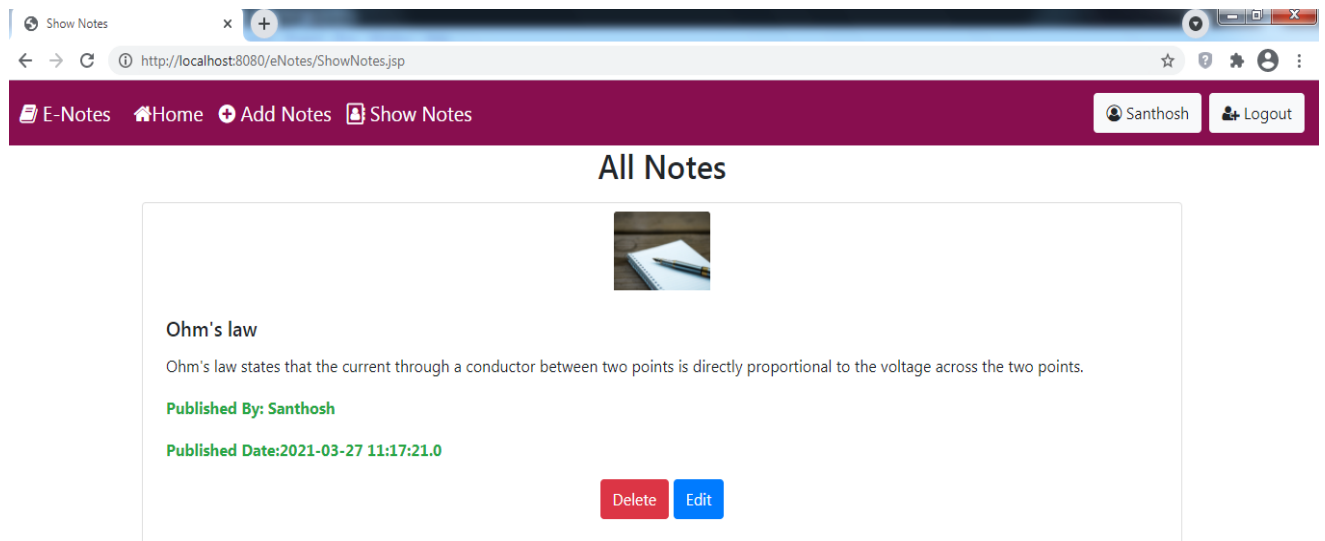 Show Notes
http://localhost:8080/eNotes/ShowNotes.jsp
E-Notes Home Add Notes Show Notes Santhosh Logout
All Notes
Ohm's law
Ohm's law states that the current through a conductor between two points is directly proportional to the voltage across the two points.
Published By: Santhosh
Published Date:2021-03-27 11:17:21.0
Delete Edit